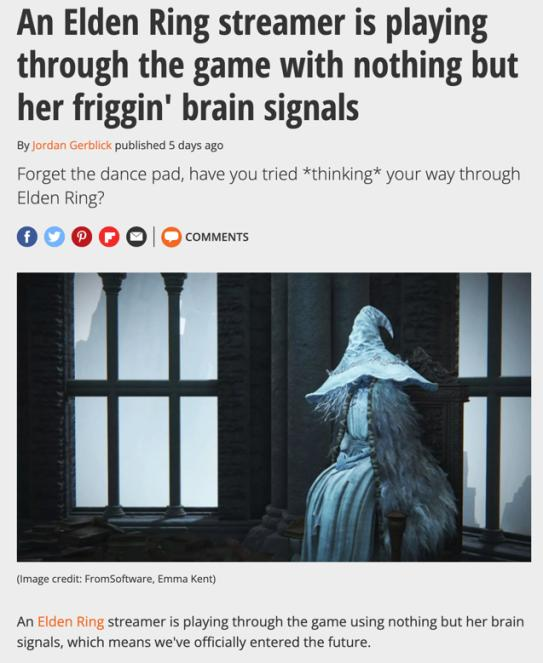 An Elden Ring streamer is playing
through the game with nothing but
her friggin' brain signals
By Jordan Gerblick published 5 days ago
Forget the dance pad, have you tried *thinking* your way through
Elden Ring?
COMMENTS
(Image credit: FromSoftware, Emma Kent)
An Elden Ring streamer is playing through the game using nothing but her brain
signals, which means we've officially entered the future.